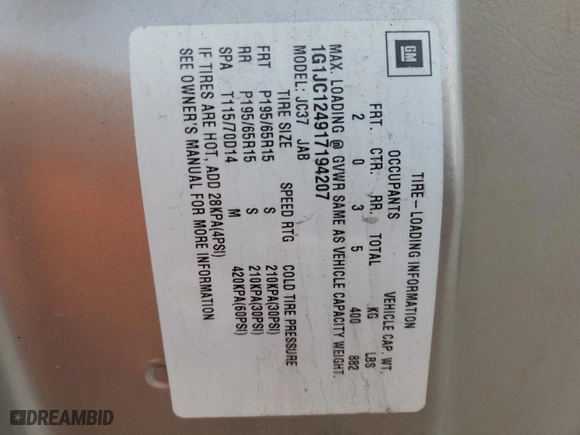 GM
TIRE-LOADING INFORMATION
OCCUPANTS VEHICLE CAP. WT.
FRT. CTR. RR. TOTAL KG LBS
2 0 3 5 400 882
MAX. LOADING @ GVWR SAME AS VEHICLE CAPACITY WEIGHT.
1G1JC124917194207
MODEL: JC37 JAB
TIRE SIZE SPEED RTG COLD TIRE PRESSURE
FRT P195/65R15 S 210KPA(30PSI)
RR P195/65R15 S 210KPA(30PSI)
SPA T115/70D14 M 420KPA(60PSI)
IF TIRES ARE HOT, ADD 28KPA(4PSI)
SEE OWNER'S MANUAL FOR MORE INFORMATION
DREAMBID